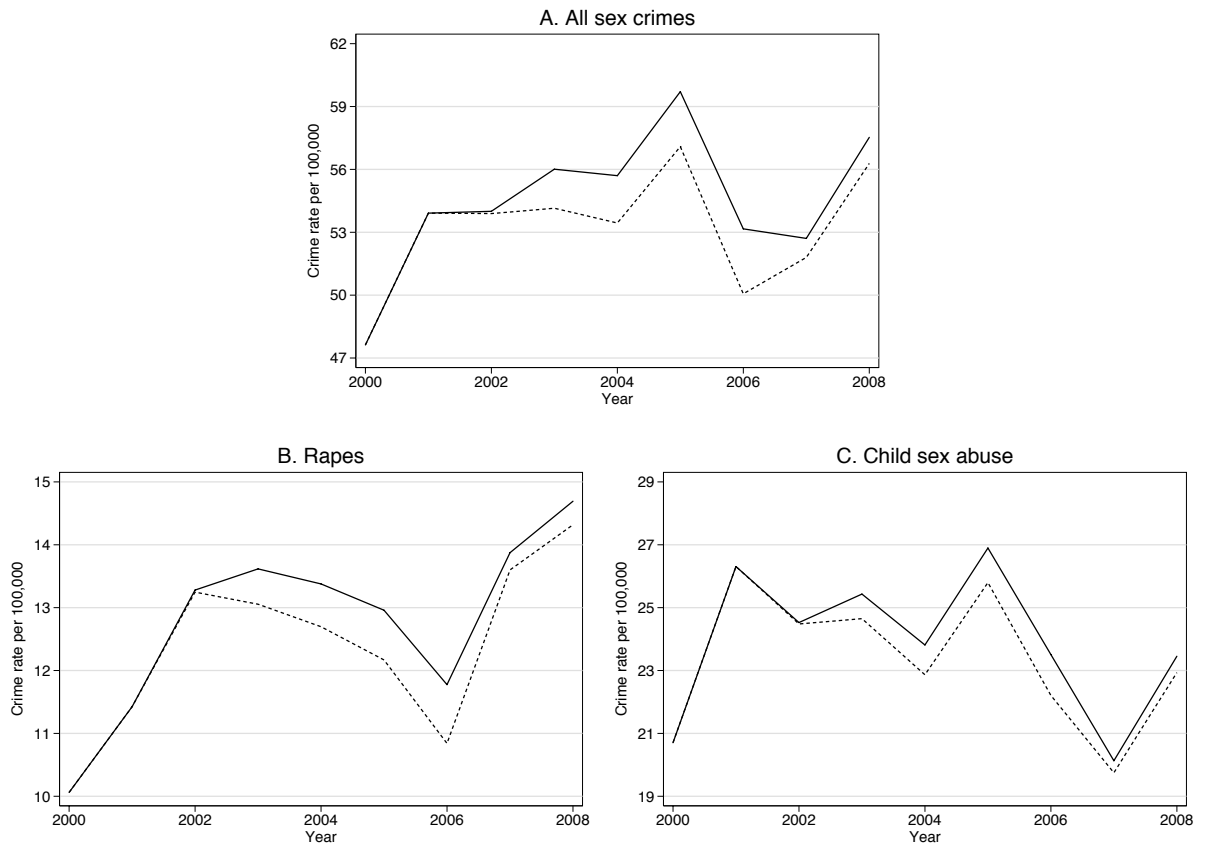 A. All sex crimes
Crime rate per 100,000
62
59
56
53
50
47
2000 2002 2004 2006 2008
Year
B. Rapes
Crime rate per 100,000
15
14
13
12
11
10
2000 2002 2004 2006 2008
Year
C. Child sex abuse
Crime rate per 100,000
29
27
25
23
21
19
2000 2002 2004 2006 2008
Year